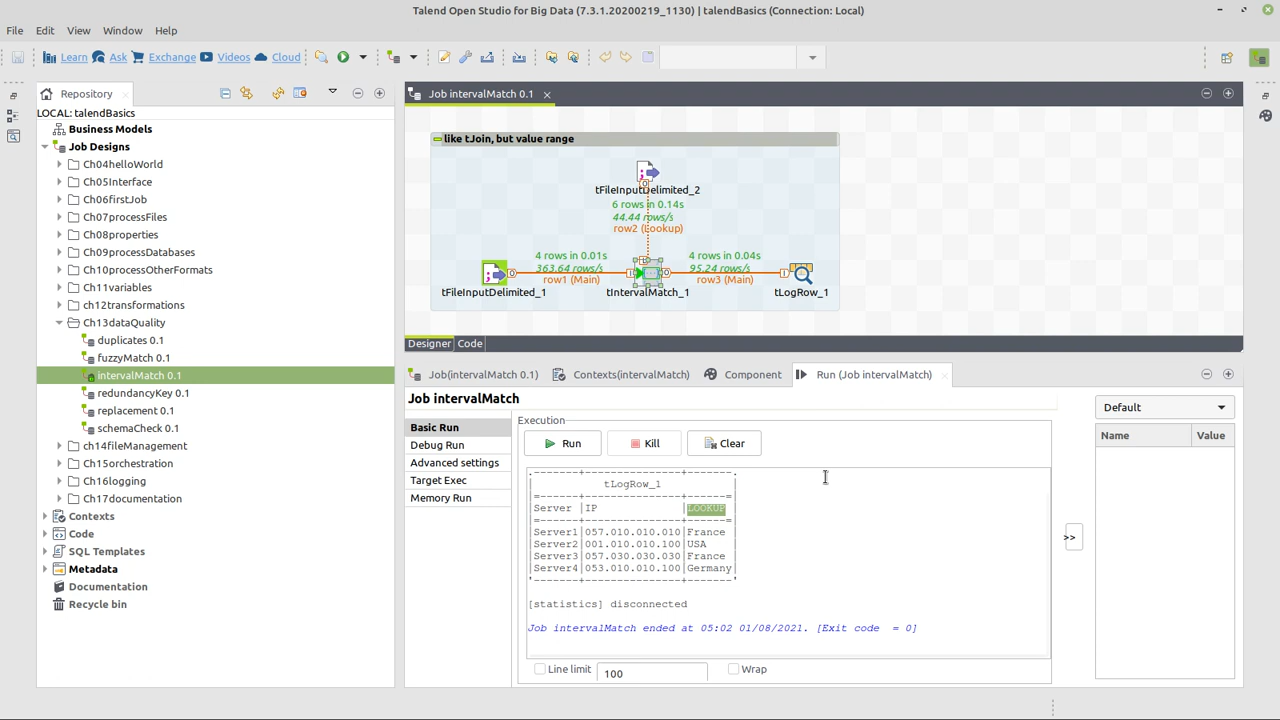 Talend Open Studio for Big Data (7.3.1.20200219_1130) | talendBasics (Connection: Local)
File Edit View Window Help
Learn Ask Exchange Videos Cloud
Repository
LOCAL: talendBasics
Business Models
Job Designs
Ch04helloWorld
Ch05Interface
Ch06firstJob
Ch07processFiles
Ch08properties
Ch09processDatabases
Ch10processOtherFormats
Ch11variables
ch12transformations
Ch13dataQuality
duplicates 0.1
fuzzyMatch 0.1
intervalMatch 0.1
redundancyKey 0.1
replacement 0.1
schemaCheck 0.1
ch14fileManagement
Ch15orchestration
Ch16logging
Ch17documentation
Contexts
Code
SQL Templates
Metadata
Documentation
Recycle bin
Job intervalMatch 0.1
like tJoin, but value range
tFileInputDelimited_2
6 rows in 0.14s
44.44 rows/s
row2 (Lookup)
4 rows in 0.01s
363.64 rows/s
row1 (Main)
4 rows in 0.04s
95.24 rows/s
row3 (Main)
tFileInputDelimited_1
tIntervalMatch_1
tLogRow_1
Designer Code
Job(intervalMatch 0.1) Contexts(intervalMatch) Component Run (Job intervalMatch)
Job intervalMatch
Basic Run
Debug Run
Advanced settings
Target Exec
Memory Run
Execution
Run Kill Clear
.-------+---------------+-------.
| tLogRow_1 |
|=------+---------------+------=|
|Server |IP |LOOKUP |
|=------+---------------+------=|
|Server1|057.010.010.010|France |
|Server2|001.010.010.100|USA |
|Server3|057.030.030.030|France |
|Server4|053.010.010.100|Germany|
'-------+---------------+-------'
[statistics] disconnected
Job intervalMatch ended at 05:02 01/08/2021. [Exit code  = 0]
Line limit 100 Wrap
>>
Default
Name Value